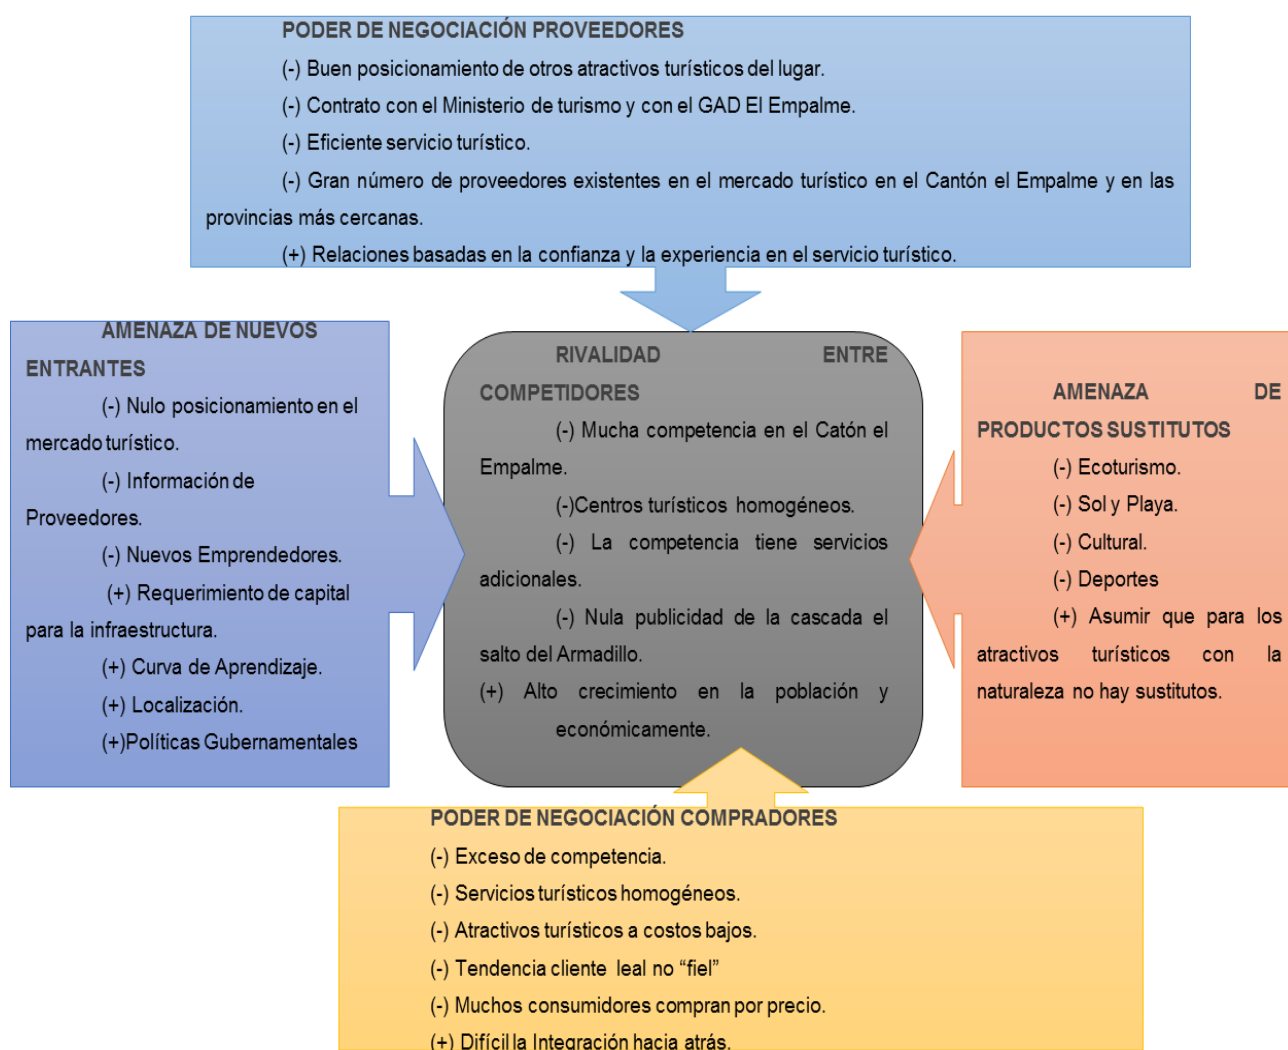 PODER DE NEGOCIACIÓN PROVEEDORES
(-) Buen posicionamiento de otros atractivos turísticos del lugar.
(-) Contrato con el Ministerio de turismo y con el GAD El Empalme.
(-) Eficiente servicio turístico.
(-) Gran número de proveedores existentes en el mercado turístico en el Cantón el Empalme y en las
provincias más cercanas.
(+) Relaciones basadas en la confianza y la experiencia en el servicio turístico.
AMENAZA DE NUEVOS
ENTRANTES
(-) Nulo posicionamiento en el
mercado turístico.
(-) Información de
Proveedores.
(-) Nuevos Emprendedores.
(+) Requerimiento de capital
para la infraestructura.
(+) Curva de Aprendizaje.
(+) Localización.
(+)Políticas Gubernamentales
RIVALIDAD ENTRE
COMPETIDORES
(-) Mucha competencia en el Catón el
Empalme.
(-)Centros turísticos homogéneos.
(-) La competencia tiene servicios
adicionales.
(-) Nula publicidad de la cascada el
salto del Armadillo.
(+) Alto crecimiento en la población y
económicamente.
AMENAZA DE
PRODUCTOS SUSTITUTOS
(-) Ecoturismo.
(-) Sol y Playa.
(-) Cultural.
(-) Deportes
(+) Asumir que para los
atractivos turísticos con la
naturaleza no hay sustitutos.
PODER DE NEGOCIACIÓN COMPRADORES
(-) Exceso de competencia.
(-) Servicios turísticos homogéneos.
(-) Atractivos turísticos a costos bajos.
(-) Tendencia cliente leal no “fiel”
(-) Muchos consumidores compran por precio.
(+) Difícil la Integración hacia atrás.